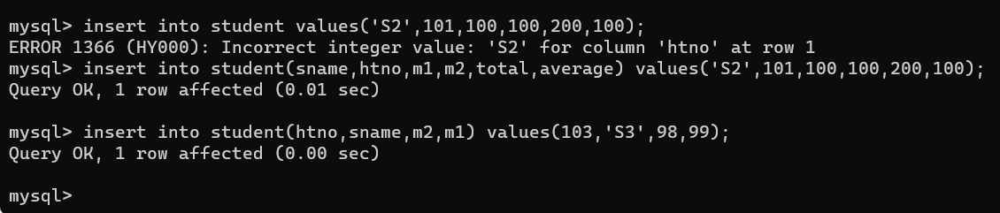 mysql> insert into student values('S2',101,100,100,200,100);
ERROR 1366 (HY000): Incorrect integer value: 'S2' for column 'htno' at row 1
mysql> insert into student(sname,htno,m1,m2,total,average) values('S2',101,100,100,200,100);
Query OK, 1 row affected (0.01 sec)
mysql> insert into student(htno,sname,m2,m1) values(103,'S3',98,99);
Query OK, 1 row affected (0.00 sec)
mysql>